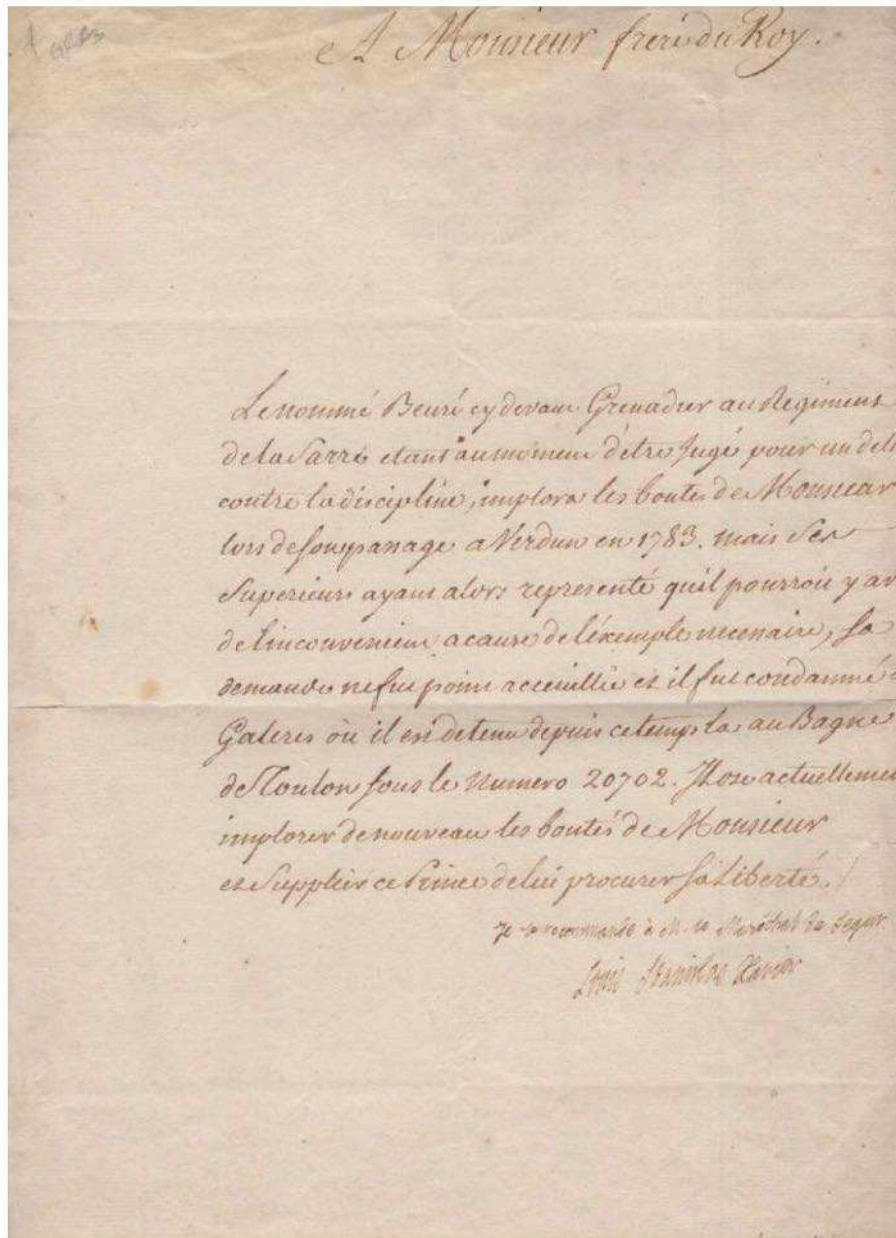 A Monsieur frere du Roy.
Le nommé Beuré cy devant Grenadier au Regiment
de la Sarre etant au moment d'être Jugé pour un deli
contre la discipline, implora les bontés de Monsieur
lors de son passage a Verdun en 1783. mais Ses
Superieurs ayant alors representé qu'il pourroit y av
de l'inconvenient a cause de l'éxemple necessaire, sa
demande ne fut point accueillie et il fut condamné
Galeres où il est detenu depuis ce temps la au Bagne
de Toulon sous le Numero 20702. Il ose actuellemen
implorer de nouveau les bontés de Monsieur
et Supplier ce Prince de lui procurer sa Liberté.
Je le recommande à M. le Maréchal de Segur
Louis Stanislas Xavier